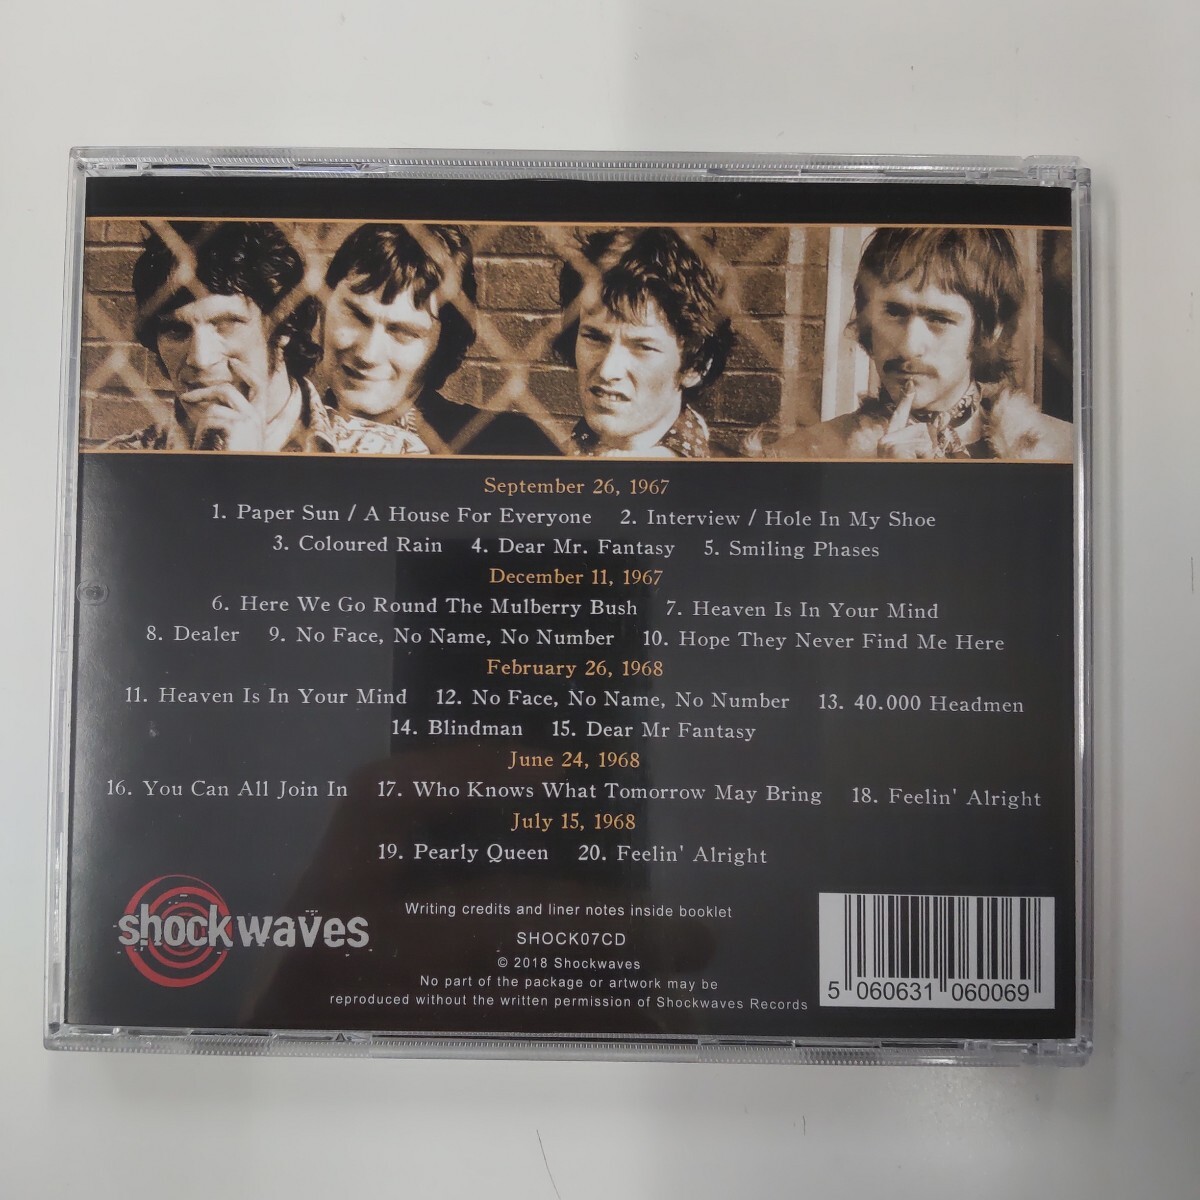 September 26, 1967
1. Paper Sun / A House For Everyone 2. Interview / Hole In My Shoe
3. Coloured Rain 4. Dear Mr. Fantasy 5. Smiling Phases
December 11, 1967
6. Here We Go Round The Mulberry Bush 7. Heaven Is In Your Mind
8. Dealer 9. No Face, No Name, No Number 10. Hope They Never Find Me Here
February 26, 1968
11. Heaven Is In Your Mind 12. No Face, No Name, No Number 13. 40.000 Headmen
14. Blindman 15. Dear Mr Fantasy
June 24, 1968
16. You Can All Join In 17. Who Knows What Tomorrow May Bring 18. Feelin' Alright
July 15, 1968
19. Pearly Queen 20. Feelin' Alright
shockwaves
Writing credits and liner notes inside booklet
SHOCK07CD
© 2018 Shockwaves
No part of the package or artwork may be
reproduced without the written permission of Shockwaves Records
5 060631 060069